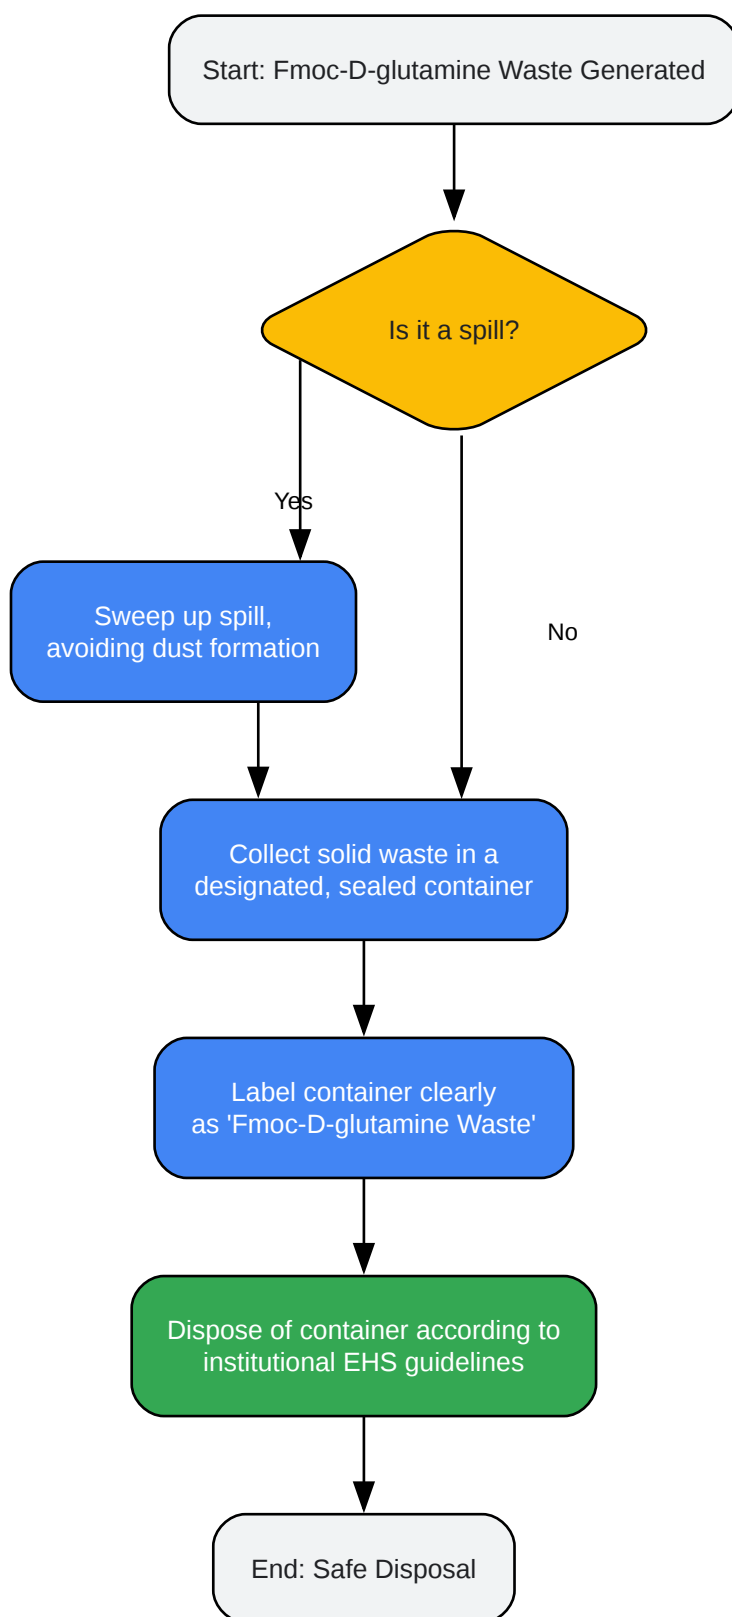 Start: Fmoc-D-glutamine Waste Generated
Is it a spill?
Yes
Sweep up spill,
avoiding dust formation
No
Collect solid waste in a
designated, sealed container
Label container clearly
as 'Fmoc-D-glutamine Waste'
Dispose of container according to
institutional EHS guidelines
End: Safe Disposal